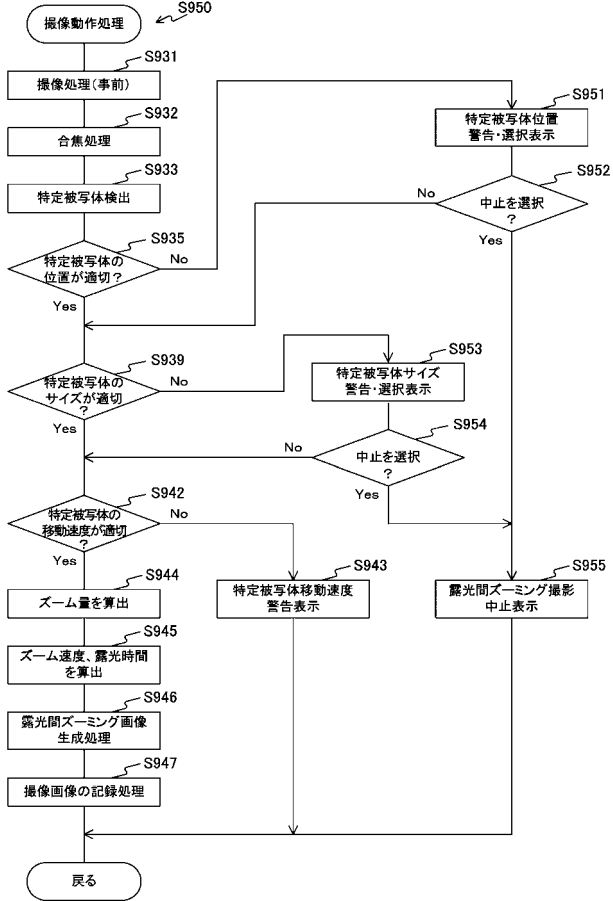 撮像動作処理
S950
S931
撮像処理(事前)
S932
合焦処理
S933
特定被写体検出
S935
特定被写体の
位置が適切?
No
Yes
S951
特定被写体位置
警告・選択表示
S952
中止を選択
?
No
Yes
S939
特定被写体の
サイズが適切
?
No
Yes
S953
特定被写体サイズ
警告・選択表示
S954
中止を選択
?
No
Yes
S942
特定被写体の
移動速度が適切
?
No
Yes
S943
特定被写体移動速度
警告表示
S955
露光間ズーミング撮影
中止表示
S944
ズーム量を算出
S945
ズーム速度、露光時間
を算出
S946
露光間ズーミング画像
生成処理
S947
撮像画像の記録処理
戻る